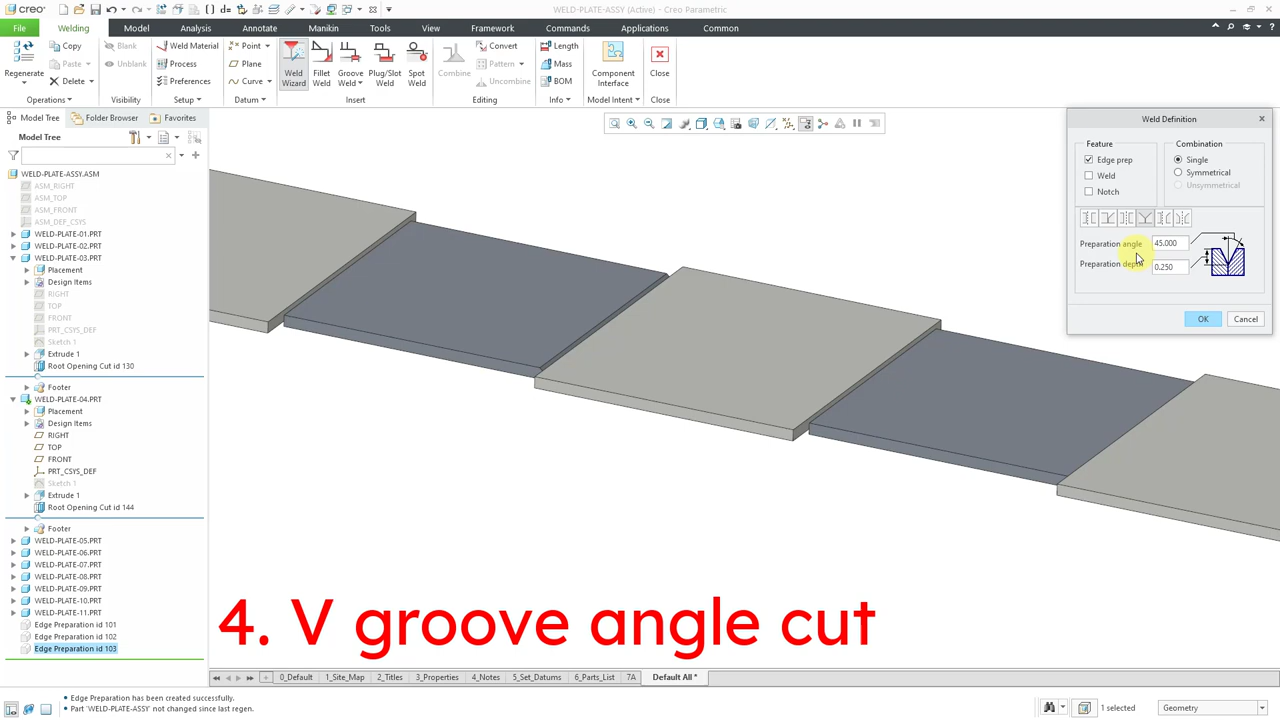 creo
WELD-PLATE-ASSY (Active) - Creo Parametric
File Welding Model Analysis Annotate Manikin Tools View Framework Commands Applications Common
Regenerate
Copy
Paste
Delete
Operations
Blank
Unblank
Visibility
Weld Material
Process
Preferences
Setup
Point
Plane
Curve
Datum
Weld Wizard
Fillet Weld
Groove Weld
Plug/Slot Weld
Spot Weld
Insert
Combine
Convert
Pattern
Uncombine
Editing
Length
Mass
BOM
Info
Component Interface
Model Intent
Close
Close
Model Tree Folder Browser Favorites
Model Tree
WELD-PLATE-ASSY.ASM
ASM_RIGHT
ASM_TOP
ASM_FRONT
ASM_DEF_CSYS
WELD-PLATE-01.PRT
WELD-PLATE-02.PRT
WELD-PLATE-03.PRT
Placement
Design Items
RIGHT
TOP
FRONT
PRT_CSYS_DEF
Sketch 1
Extrude 1
Root Opening Cut id 130
Footer
WELD-PLATE-04.PRT
Placement
Design Items
RIGHT
TOP
FRONT
PRT_CSYS_DEF
Sketch 1
Extrude 1
Root Opening Cut id 144
Footer
WELD-PLATE-05.PRT
WELD-PLATE-06.PRT
WELD-PLATE-07.PRT
WELD-PLATE-08.PRT
WELD-PLATE-09.PRT
WELD-PLATE-10.PRT
WELD-PLATE-11.PRT
Edge Preparation id 101
Edge Preparation id 102
Edge Preparation id 103
Weld Definition
Feature
Edge prep
Weld
Notch
Combination
Single
Symmetrical
Unsymmetrical
Preparation angle 45.000
Preparation depth 0.250
OK Cancel
4. V groove angle cut
0_Default 1_Site_Map 2_Titles 3_Properties 4_Notes 5_Set_Datums 6_Parts_List 7A Default All *
• Edge Preparation has been created successfully.
• Part 'WELD-PLATE-ASSY' not changed since last regen.
1 selected
Geometry